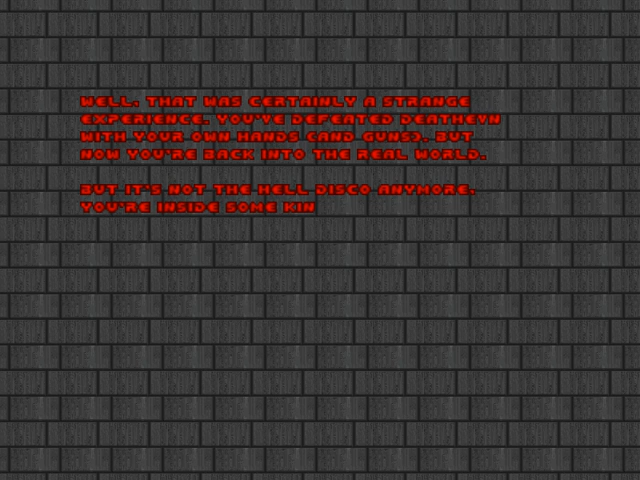 WELL, THAT WAS CERTAINLY A STRANGE
EXPERIENCE. YOU'VE DEFEATED DEATHEVN
WITH YOUR OWN HANDS (AND GUNS). BUT
NOW YOU'RE BACK INTO THE REAL WORLD.
BUT IT'S NOT THE HELL DISCO ANYMORE.
YOU'RE INSIDE SOME KIN